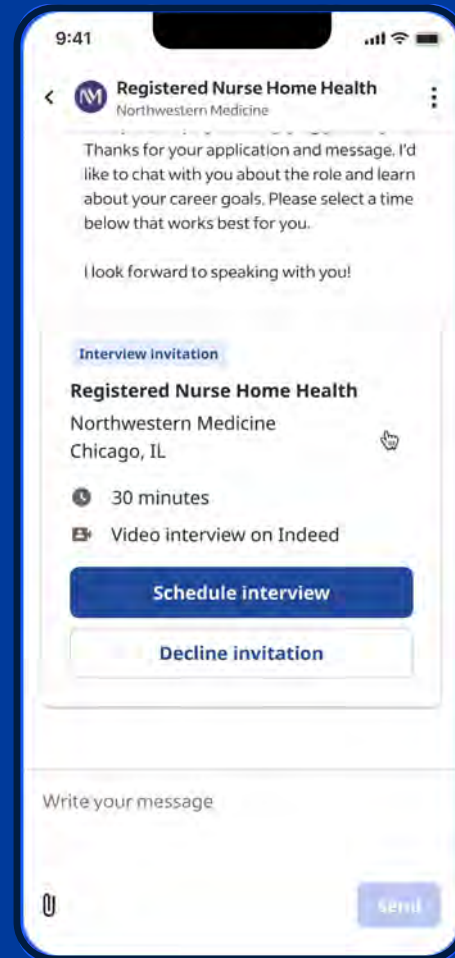 9:41
Registered Nurse Home Health
Northwestern Medicine
Thanks for your application and message. I'd
like to chat with you about the role and learn
about your career goals. Please select a time
below that works best for you.
I look forward to speaking with you!
Interview invitation
Registered Nurse Home Health
Northwestern Medicine
Chicago, IL
30 minutes
Video interview on Indeed
Schedule interview
Decline invitation
Write your message
Send